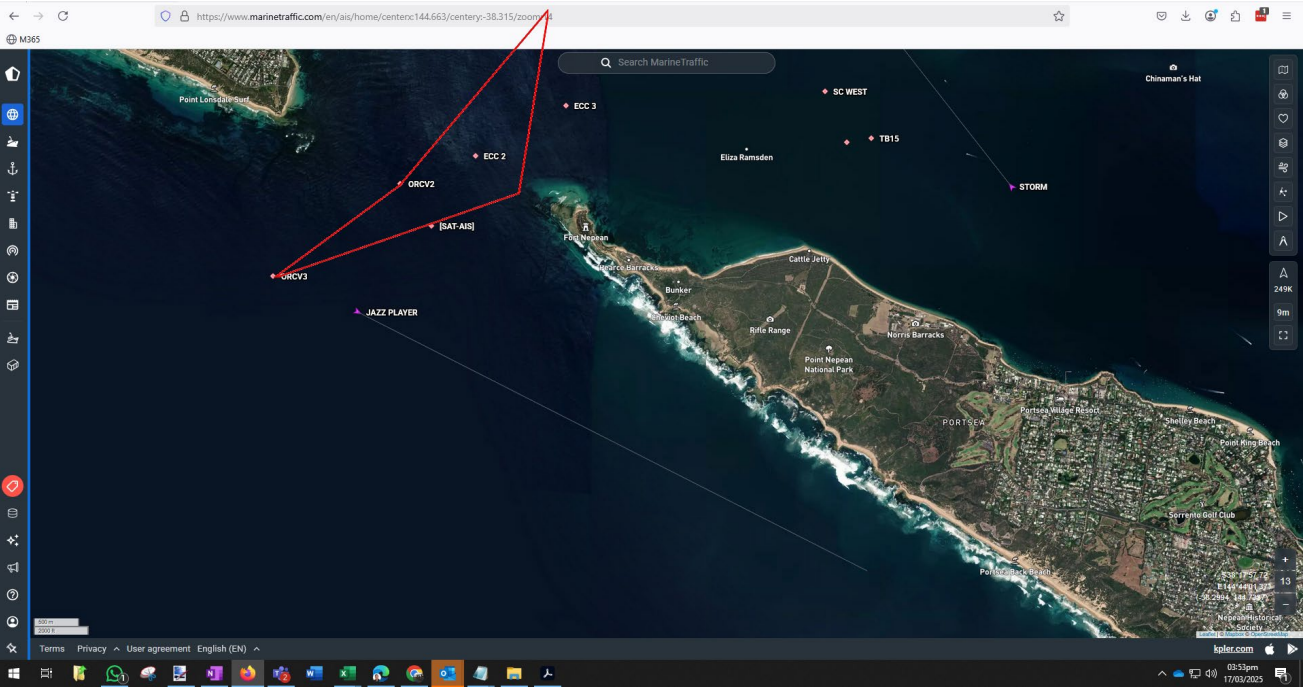 https://www.marinetraffic.com/en/ais/home/centerx:144.663/centery:-38.315/zoom:14
M365
Search MarineTraffic
Chinaman's Hat
Point Lonsdale Surf
SC WEST
ECC 3
TB15
ECC 2
Eliza Ramsden
ORCV2
STORM
[SAT-AIS]
Fort Nepean
Cattle Jetty
Pearce Barracks
ORCV3
Bunker
249K
JAZZ PLAYER
Cheviot Beach
9m
Rifle Range
Norris Barracks
Point Nepean
National Park
Portsea Village Resort
PORTSEA
Shelley Beach
Point King Beach
Sorrento Golf Club
Portsea Back Beach
13
Nepean Historical
Society
500 m
2000 ft
Leaflet | © Mapbox © OpenStreetMap
Terms Privacy User agreement English (EN)
kpler.com
03:53pm
17/03/2025